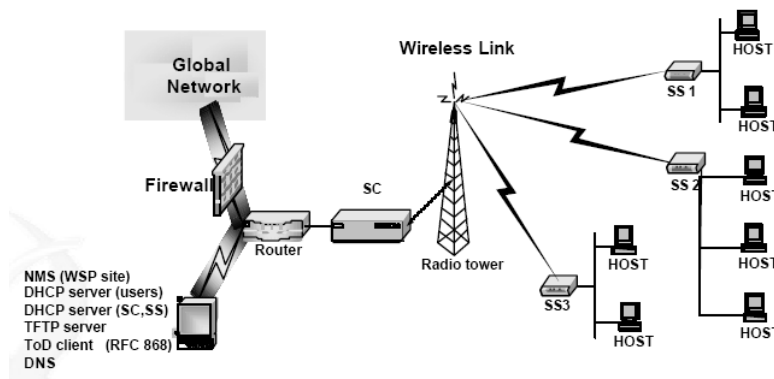 Global
Network
Wireless Link
Firewall
SC
Router
Radio tower
SS 1
HOST
HOST
SS 2
HOST
HOST
HOST
SS3
HOST
HOST
NMS (WSP site)
DHCP server (users)
DHCP server (SC,SS)
TFTP server
ToD client (RFC 868)
DNS